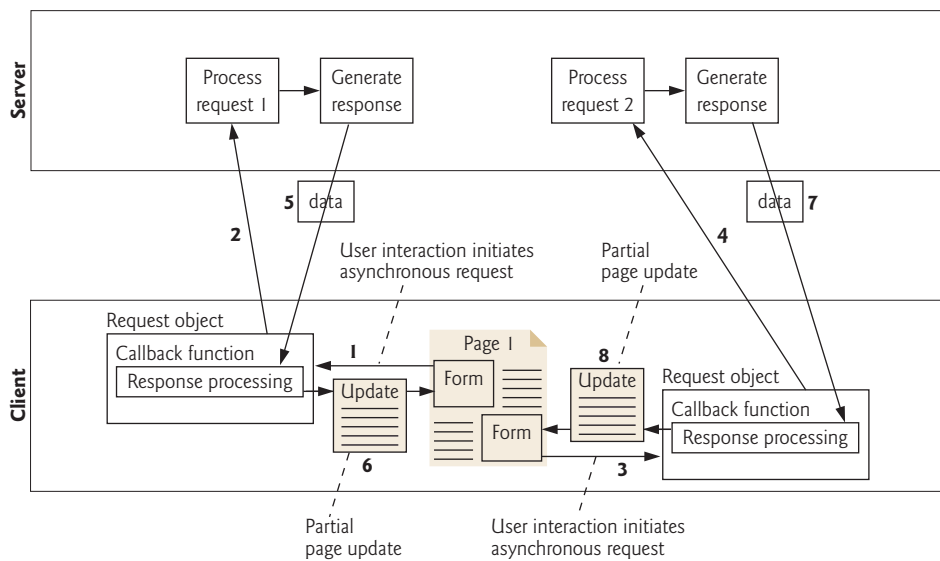 Server
Process
request 1
Generate
response
Process
request 2
Generate
response
5
data
data
7
2
4
User interaction initiates
asynchronous request
Partial
page update
Client
Request object
Callback function
Response processing
1
Update
6
Page 1
Form
Form
8
Update
3
Request object
Callback function
Response processing
Partial
page update
User interaction initiates
asynchronous request